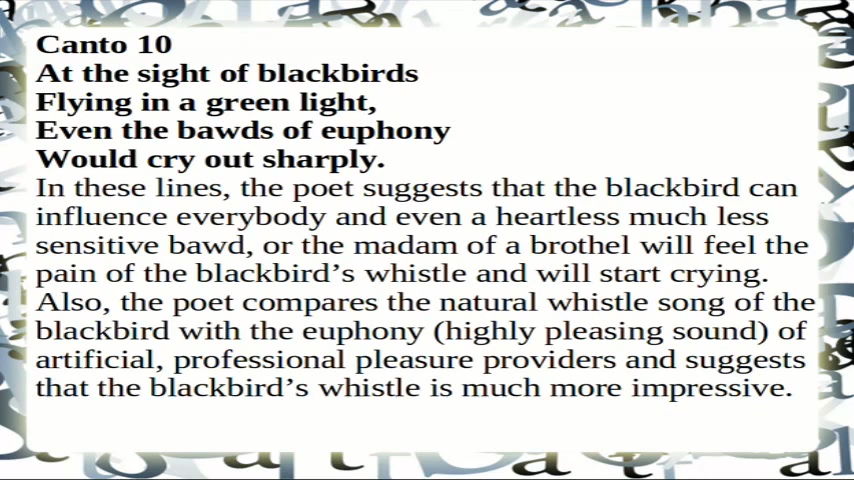 Canto 10
At the sight of blackbirds
Flying in a green light,
Even the bawds of euphony
Would cry out sharply.
In these lines, the poet suggests that the blackbird can
influence everybody and even a heartless much less
sensitive bawd, or the madam of a brothel will feel the
pain of the blackbird’s whistle and will start crying.
Also, the poet compares the natural whistle song of the
blackbird with the euphony (highly pleasing sound) of
artificial, professional pleasure providers and suggests
that the blackbird’s whistle is much more impressive.